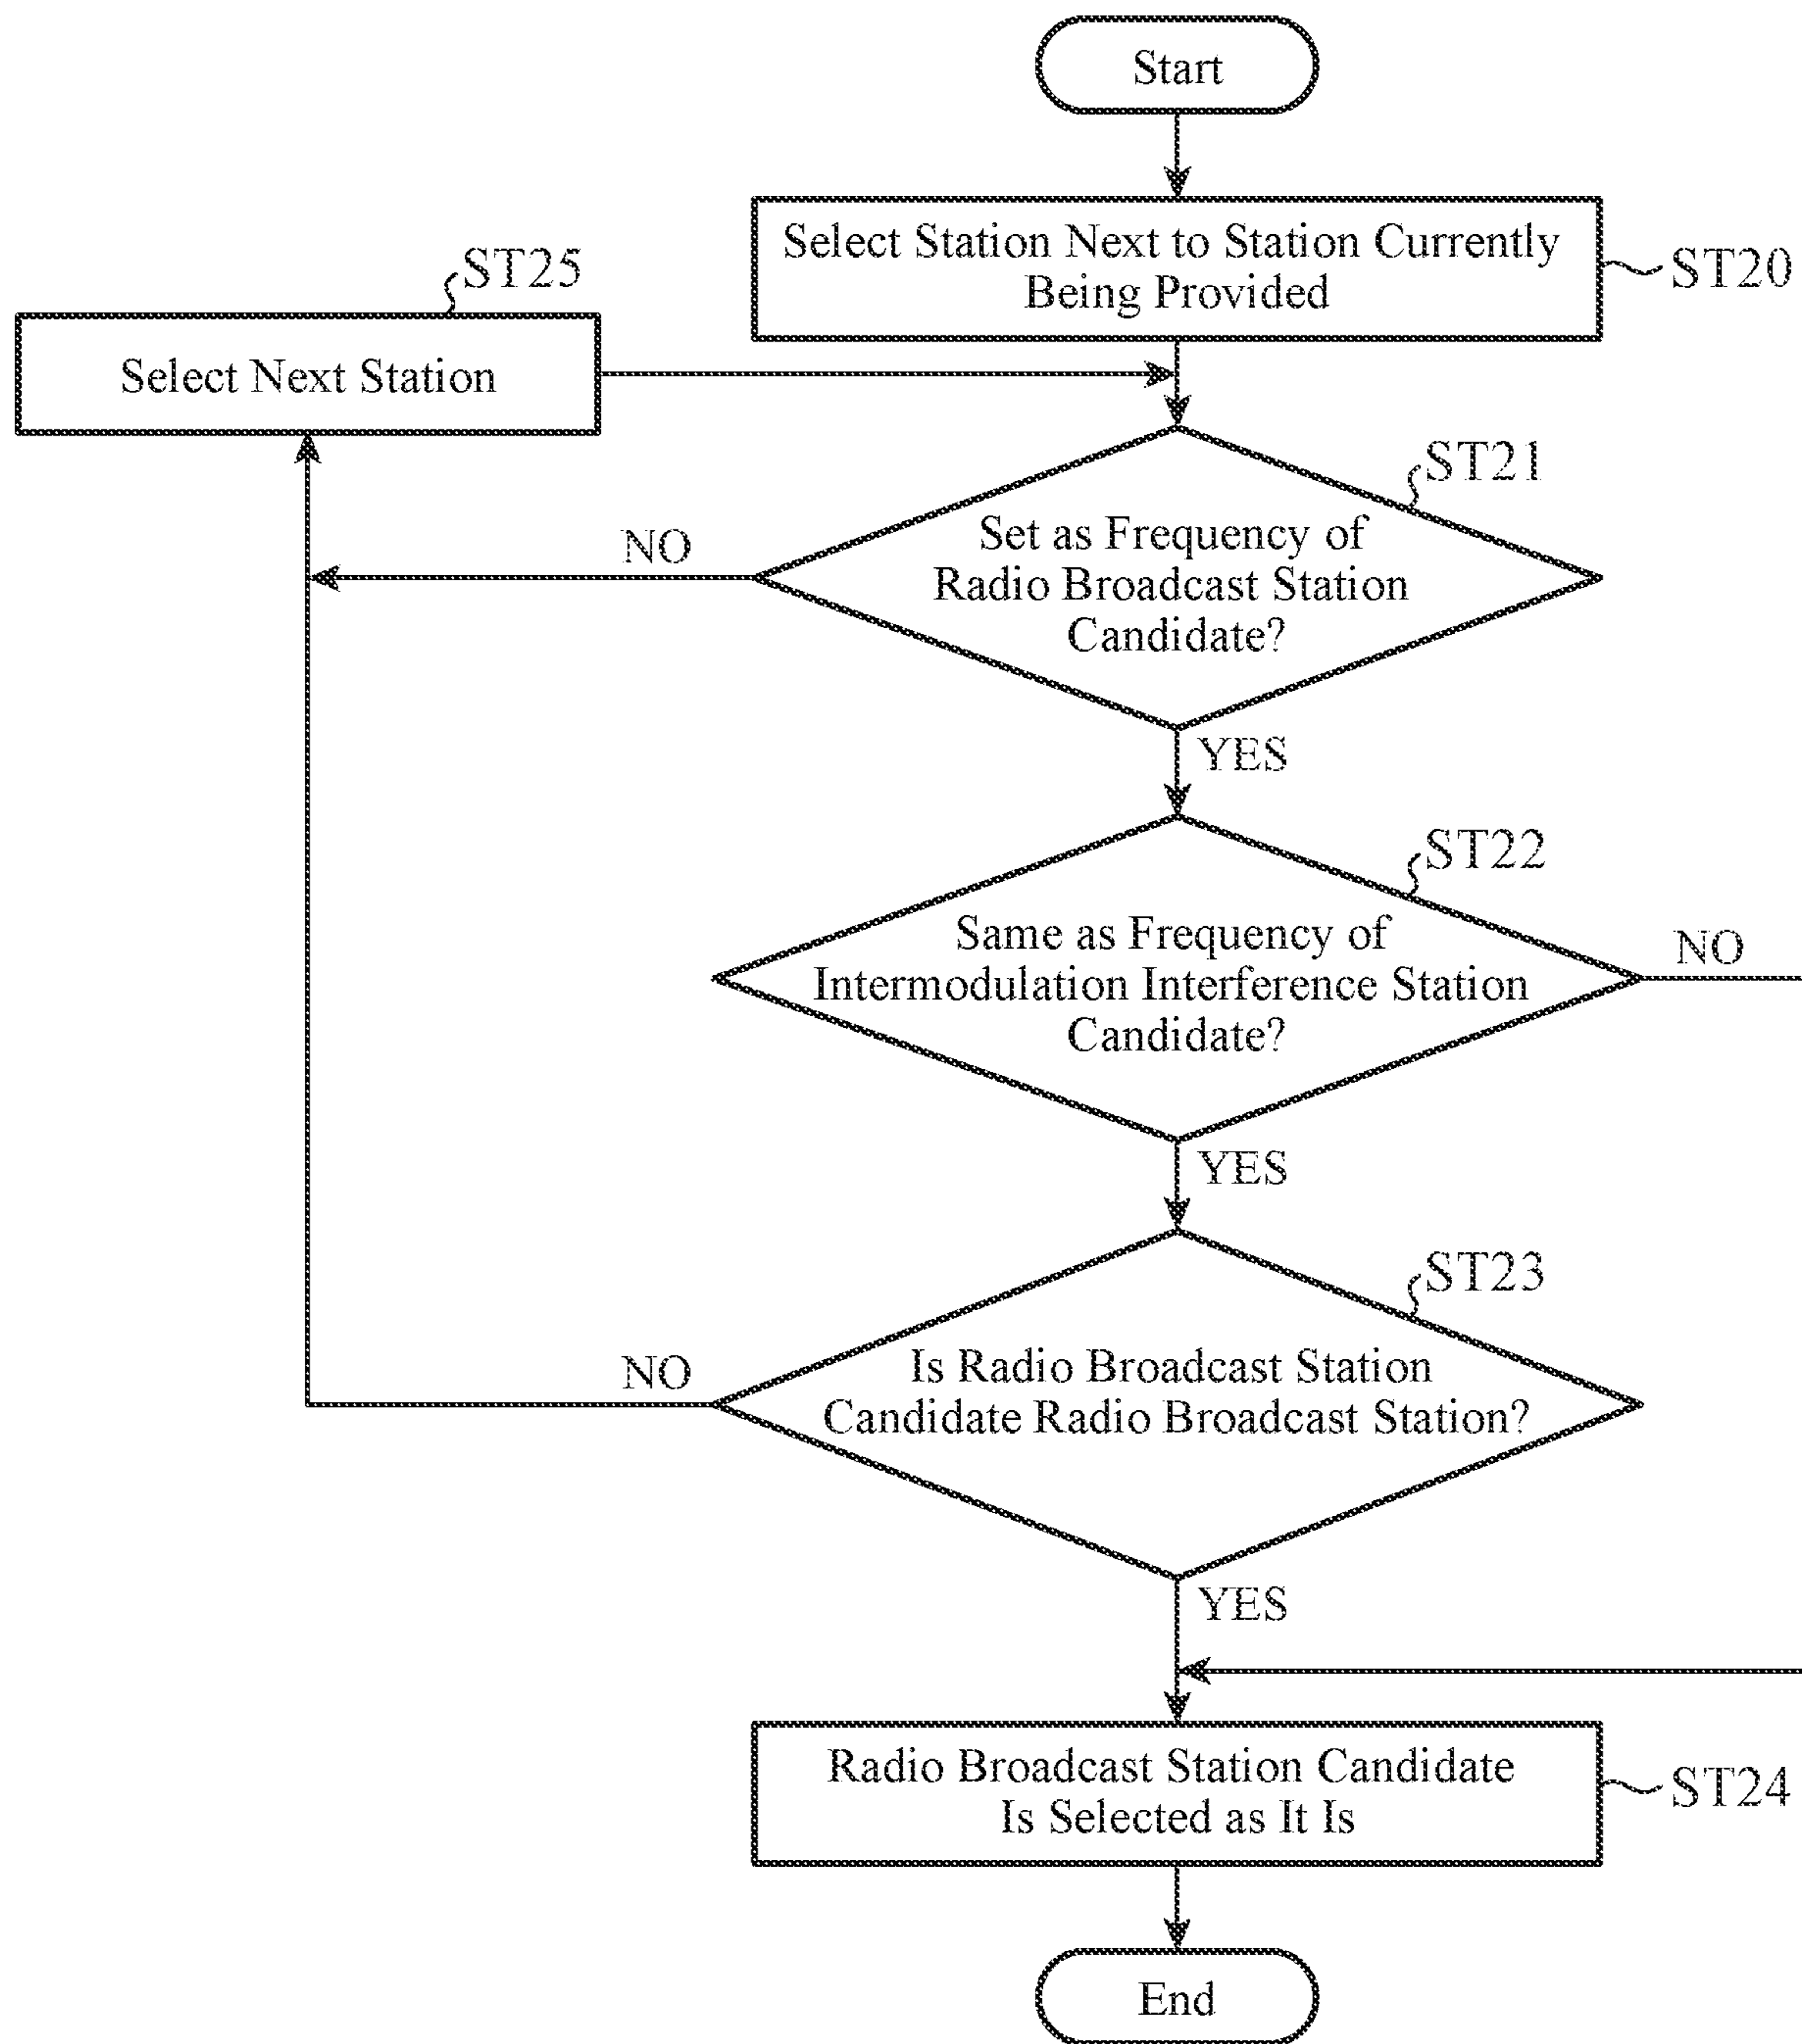 Start
Select Station Next to Station Currently
Being Provided
ST20
ST25
Select Next Station
ST21
Set as Frequency of
Radio Broadcast Station
Candidate?
NO
YES
ST22
Same as Frequency of
Intermodulation Interference Station
Candidate?
NO
YES
ST23
Is Radio Broadcast Station
Candidate Radio Broadcast Station?
NO
YES
Radio Broadcast Station Candidate
Is Selected as It Is
ST24
End